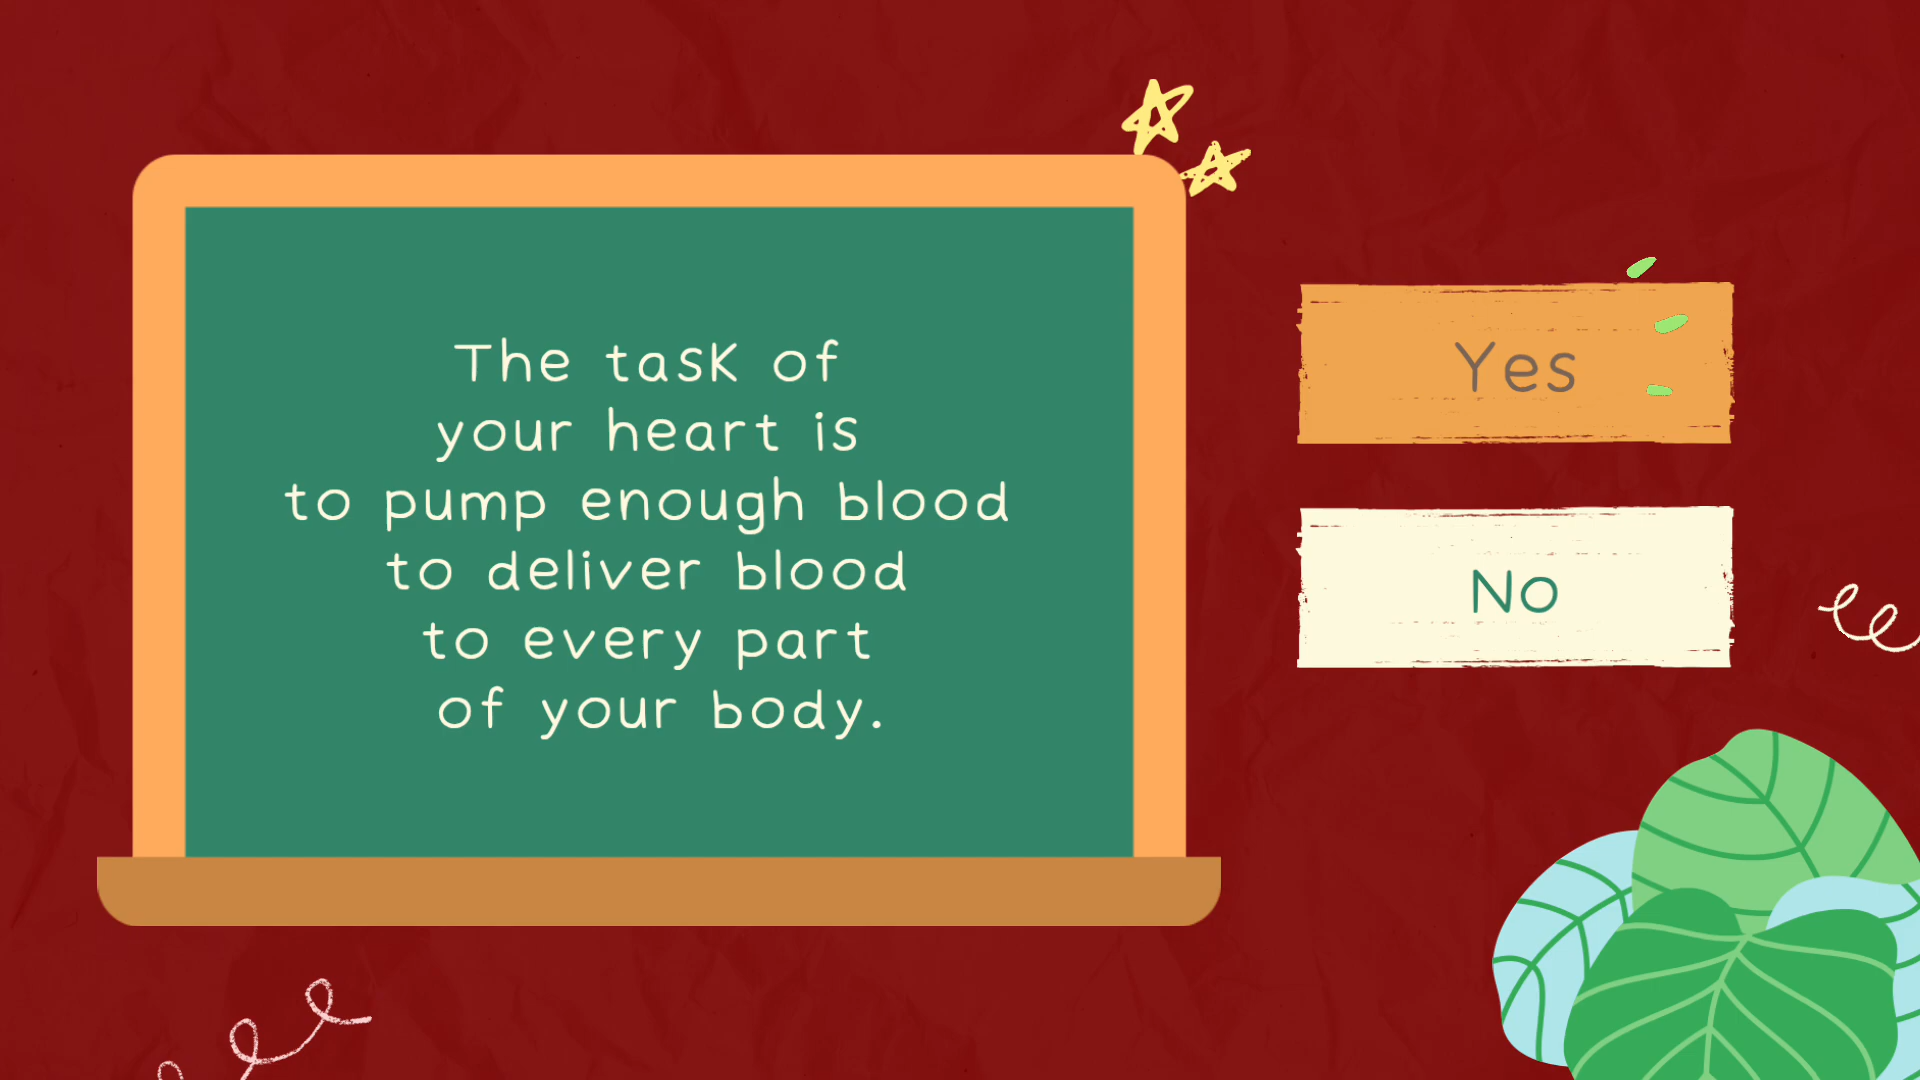 The task of
your heart is
to pump enough blood
to deliver blood
to every part
of your body.
Yes
No